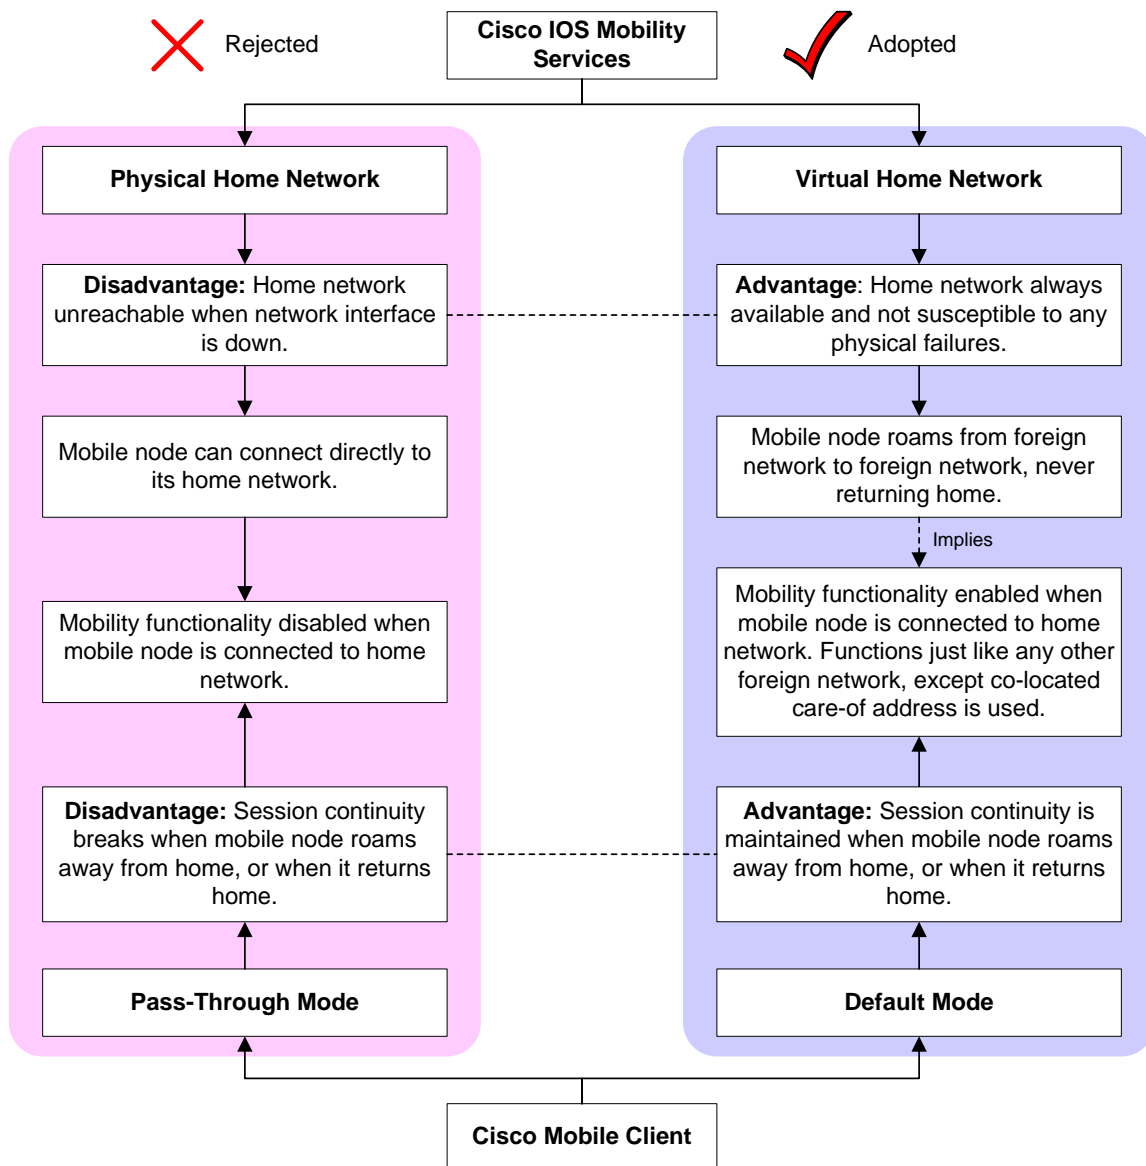 Rejected
Cisco IOS Mobility
Services
Adopted
Physical Home Network
Disadvantage: Home network
unreachable when network interface
is down.
Mobile node can connect directly to
its home network.
Mobility functionality disabled when
mobile node is connected to home
network.
Disadvantage: Session continuity
breaks when mobile node roams
away from home, or when it returns
home.
Pass-Through Mode
Virtual Home Network
Advantage: Home network always
available and not susceptible to any
physical failures.
Mobile node roams from foreign
network to foreign network, never
returning home.
Implies
Mobility functionality enabled when
mobile node is connected to home
network. Functions just like any other
foreign network, except co-located
care-of address is used.
Advantage: Session continuity is
maintained when mobile node roams
away from home, or when it returns
home.
Default Mode
Cisco Mobile Client